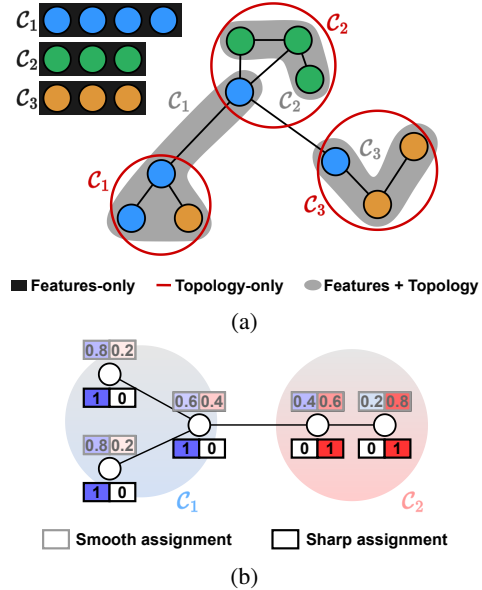 C1
C2
C3
C2
C1
C2
C1
C3
C3
Features-only Topology-only Features + Topology
(a)
0.8 0.2
1 0
0.6 0.4
0.4 0.6
0.2 0.8
0.8 0.2
1 0
0 1
0 1
1 0
C1
C2
Smooth assignment Sharp assignment
(b)